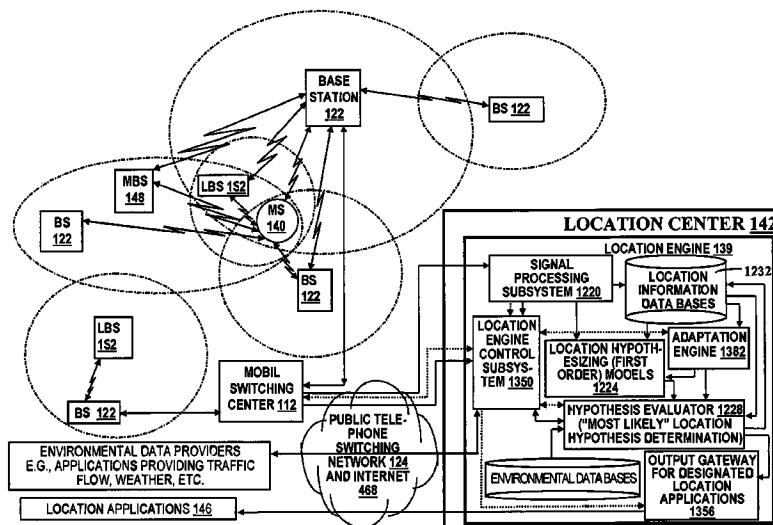 BASE
STATION
122
BS 122
MBS
148
LBS 1S2
MS
140
BS
122
BS
122
LBS
1S2
BS 122
MOBIL
SWITCHING
CENTER 112
PUBLIC TELE-
PHONE
SWITCHING
NETWORK 124
AND INTERNET
468
ENVIRONMENTAL DATA PROVIDERS
E.G., APPLICATIONS PROVIDING TRAFFIC
FLOW, WEATHER, ETC.
LOCATION APPLICATIONS 146
LOCATION CENTER 142
LOCATION ENGINE 139
1232
SIGNAL
PROCESSING
SUBSYSTEM 1220
LOCATION
INFORMATION
DATA BASES
LOCATION
ENGINE
CONTROL
SUBSYS-
TEM 1350
LOCATION HYPOTH-
ESIZING (FIRST
ORDER) MODELS
1224
ADAPTATION
ENGINE 1382
HYPOTHESIS EVALUATOR 1228
("MOST LIKELY" LOCATION
HYPOTHESIS DETERMINATION)
ENVIRONMENTAL DATA BASES
OUTPUT GATEWAY
FOR DESIGNATED
LOCATION
APPLICATIONS
1356